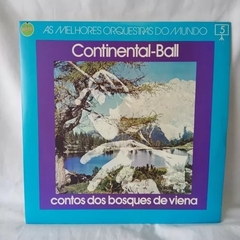 AS MELHORES ORQUESTRAS DO MUNDO
5
Continental-Ball
contos dos bosques de viena